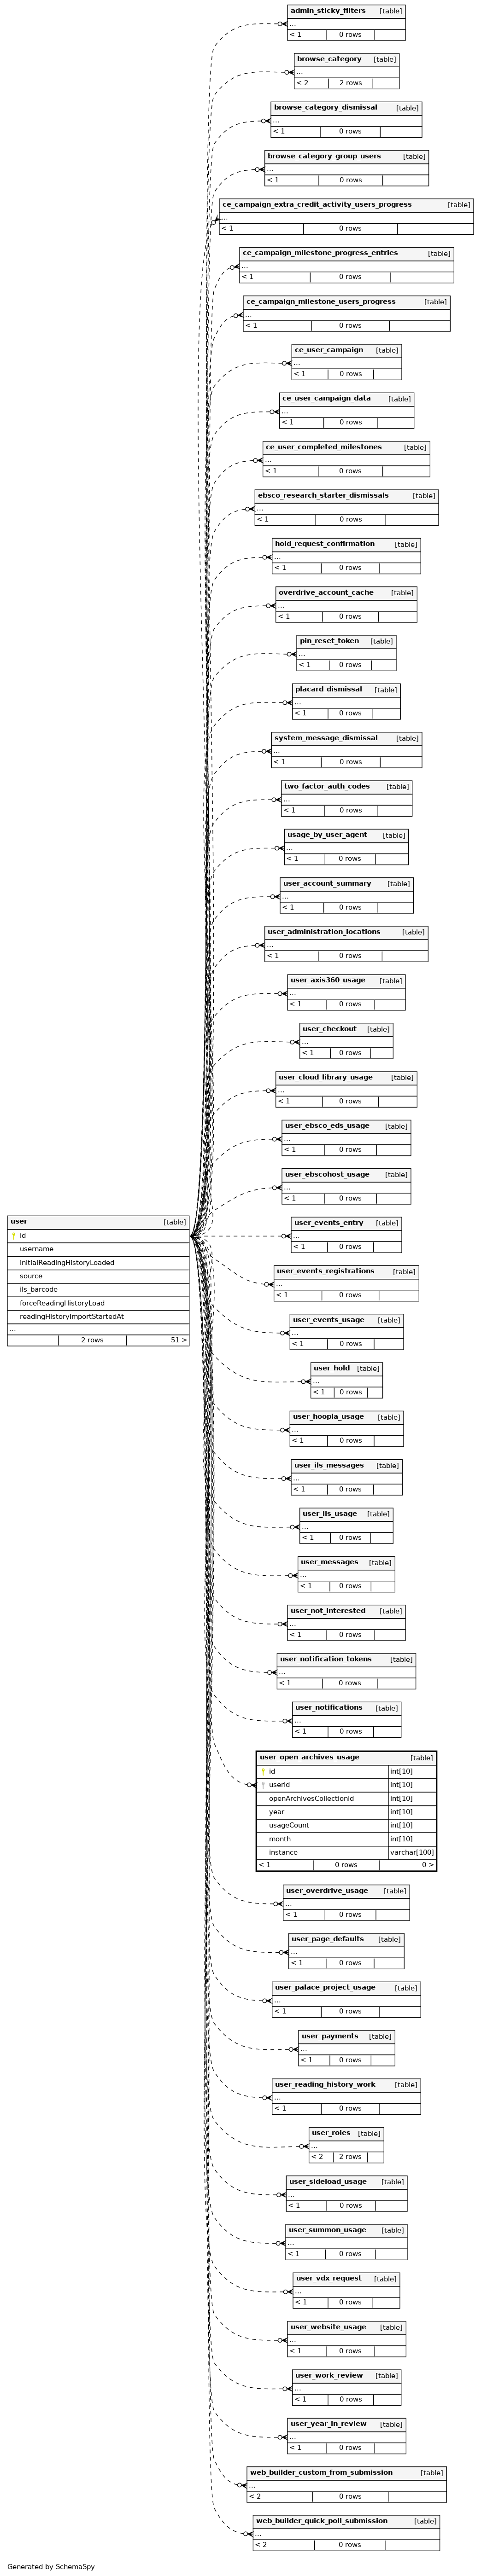 admin_sticky_filters [table]
...
< 1 0 rows
browse_category [table]
...
< 2 2 rows
browse_category_dismissal [table]
...
< 1 0 rows
browse_category_group_users [table]
...
< 1 0 rows
ce_campaign_extra_credit_activity_users_progress [table]
...
< 1 0 rows
ce_campaign_milestone_progress_entries [table]
...
< 1 0 rows
ce_campaign_milestone_users_progress [table]
...
< 1 0 rows
ce_user_campaign [table]
...
< 1 0 rows
ce_user_campaign_data [table]
...
< 1 0 rows
ce_user_completed_milestones [table]
...
< 1 0 rows
ebsco_research_starter_dismissals [table]
...
< 1 0 rows
hold_request_confirmation [table]
...
< 1 0 rows
overdrive_account_cache [table]
...
< 1 0 rows
pin_reset_token [table]
...
< 1 0 rows
placard_dismissal [table]
...
< 1 0 rows
system_message_dismissal [table]
...
< 1 0 rows
two_factor_auth_codes [table]
...
< 1 0 rows
usage_by_user_agent [table]
...
< 1 0 rows
user_account_summary [table]
...
< 1 0 rows
user_administration_locations [table]
...
< 1 0 rows
user_axis360_usage [table]
...
< 1 0 rows
user_checkout [table]
...
< 1 0 rows
user_cloud_library_usage [table]
...
< 1 0 rows
user_ebsco_eds_usage [table]
...
< 1 0 rows
user_ebscohost_usage [table]
...
< 1 0 rows
user [table]
id
username
initialReadingHistoryLoaded
source
ils_barcode
forceReadingHistoryLoad
readingHistoryImportStartedAt
...
2 rows 51 >
user_events_entry [table]
...
< 1 0 rows
user_events_registrations [table]
...
< 1 0 rows
user_events_usage [table]
...
< 1 0 rows
user_hold [table]
...
< 1 0 rows
user_hoopla_usage [table]
...
< 1 0 rows
user_ils_messages [table]
...
< 1 0 rows
user_ils_usage [table]
...
< 1 0 rows
user_messages [table]
...
< 1 0 rows
user_not_interested [table]
...
< 1 0 rows
user_notification_tokens [table]
...
< 1 0 rows
user_notifications [table]
...
< 1 0 rows
user_open_archives_usage [table]
id int[10]
userId int[10]
openArchivesCollectionId int[10]
year int[10]
usageCount int[10]
month int[10]
instance varchar[100]
< 1 0 rows 0 >
user_overdrive_usage [table]
...
< 1 0 rows
user_page_defaults [table]
...
< 1 0 rows
user_palace_project_usage [table]
...
< 1 0 rows
user_payments [table]
...
< 1 0 rows
user_reading_history_work [table]
...
< 1 0 rows
user_roles [table]
...
< 2 2 rows
user_sideload_usage [table]
...
< 1 0 rows
user_summon_usage [table]
...
< 1 0 rows
user_vdx_request [table]
...
< 1 0 rows
user_website_usage [table]
...
< 1 0 rows
user_work_review [table]
...
< 1 0 rows
user_year_in_review [table]
...
< 1 0 rows
web_builder_custom_from_submission [table]
...
< 2 0 rows
web_builder_quick_poll_submission [table]
...
< 2 0 rows
Generated by SchemaSpy